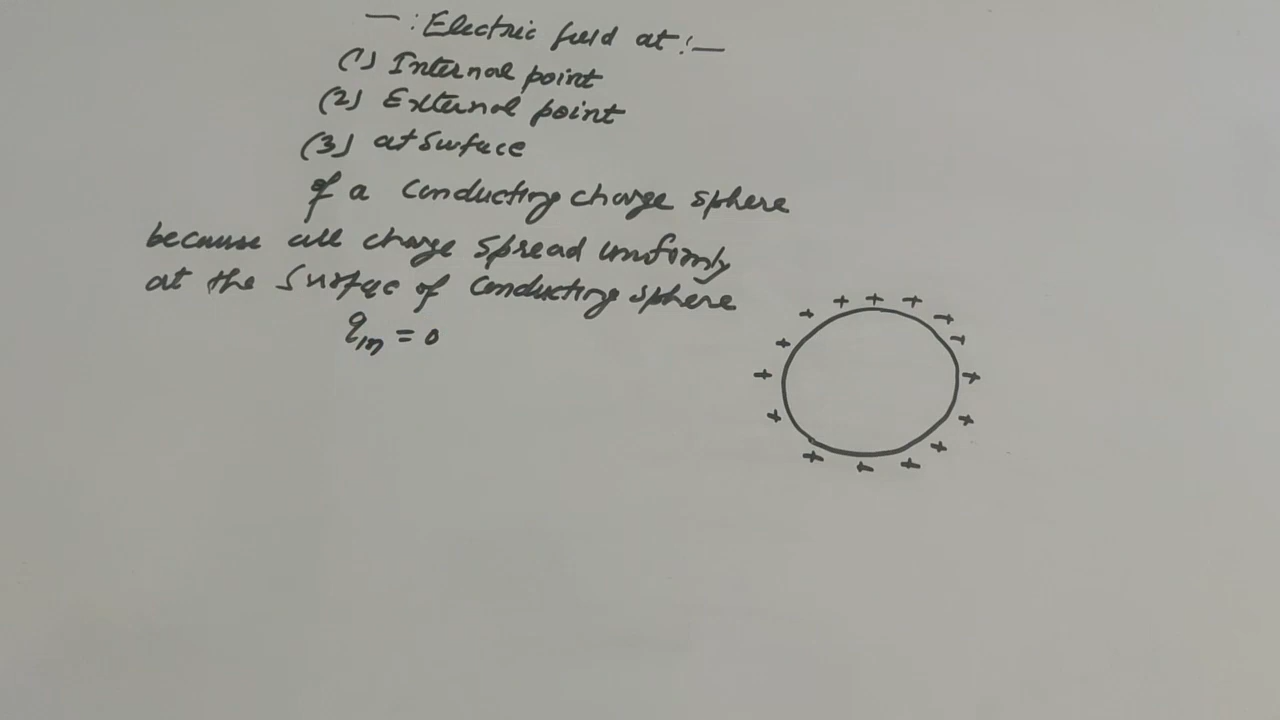 — : Electric field at :—
(1) Internal point
(2) External point
(3) at surface
of a conducting charge sphere
because all charge spread uniformly
at the Surface of conducting sphere
q_in = 0
+ + + + + - + + + + + + + + + +